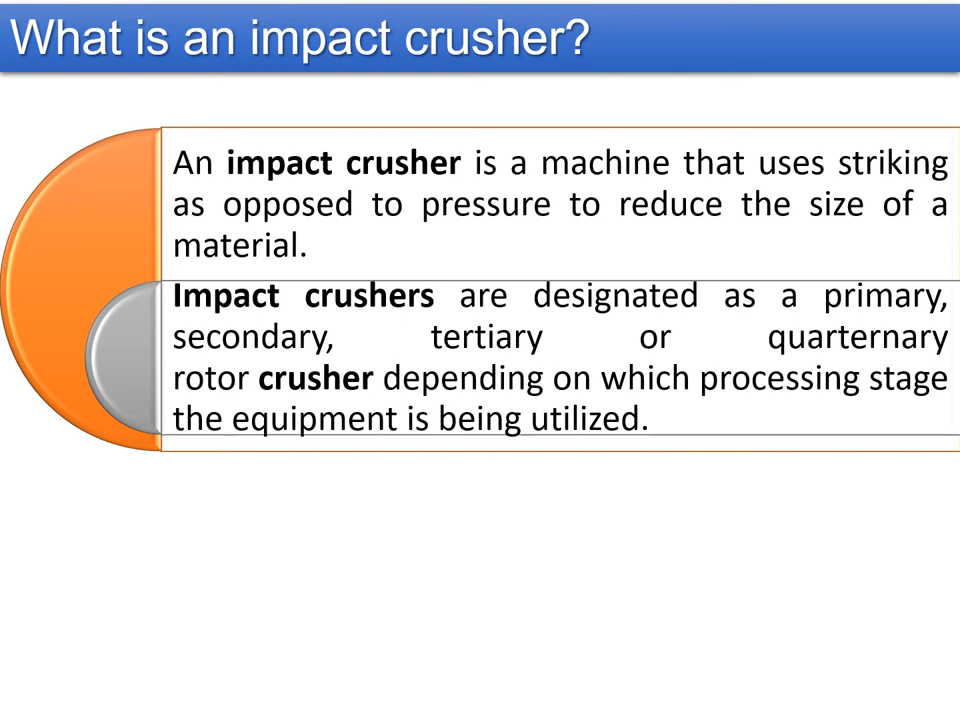 What is an impact crusher?
An impact crusher is a machine that uses striking
as opposed to pressure to reduce the size of a
material.
Impact crushers are designated as a primary,
secondary, tertiary or quarternary
rotor crusher depending on which processing stage
the equipment is being utilized.